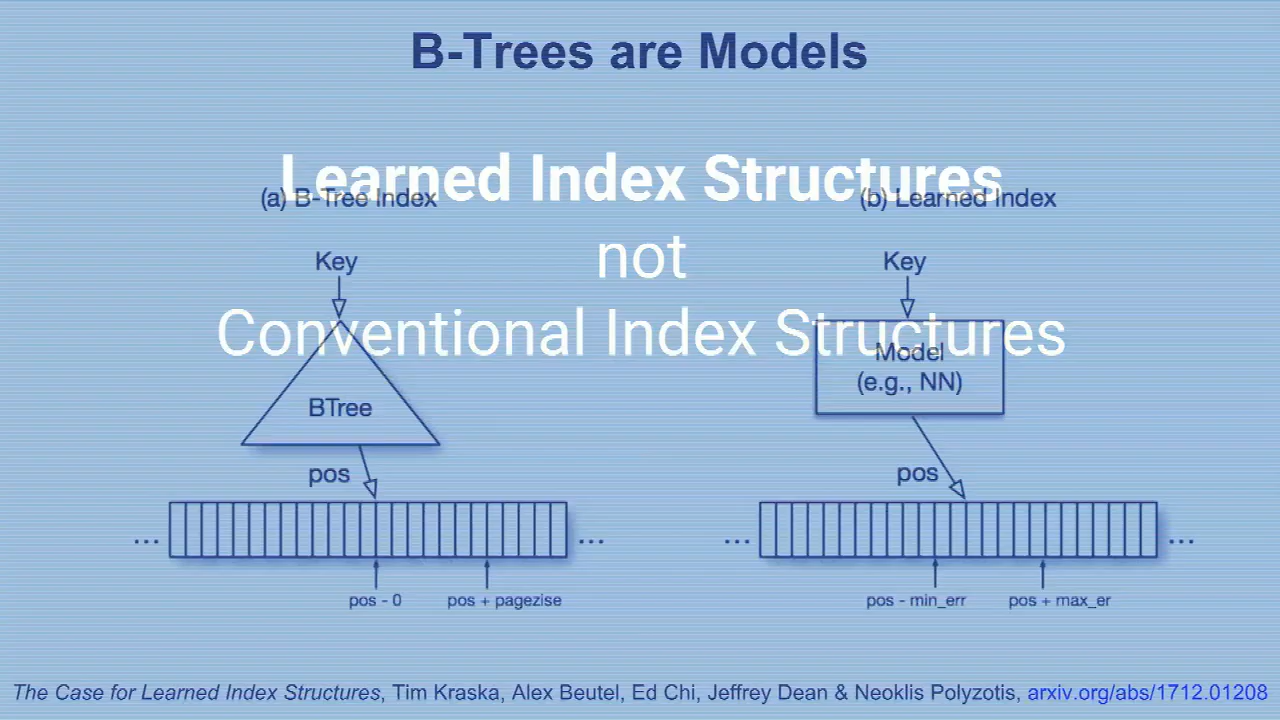 B-Trees are Models
Learned Index Structures
(a) B-Tree Index
(b) Learned Index
not
Key
Key
Conventional Index Structures
Model
(e.g., NN)
BTree
pos
pos
...
...
...
...
pos - 0
pos + pagezise
pos - min_err
pos + max_er
The Case for Learned Index Structures, Tim Kraska, Alex Beutel, Ed Chi, Jeffrey Dean & Neoklis Polyzotis, arxiv.org/abs/1712.01208